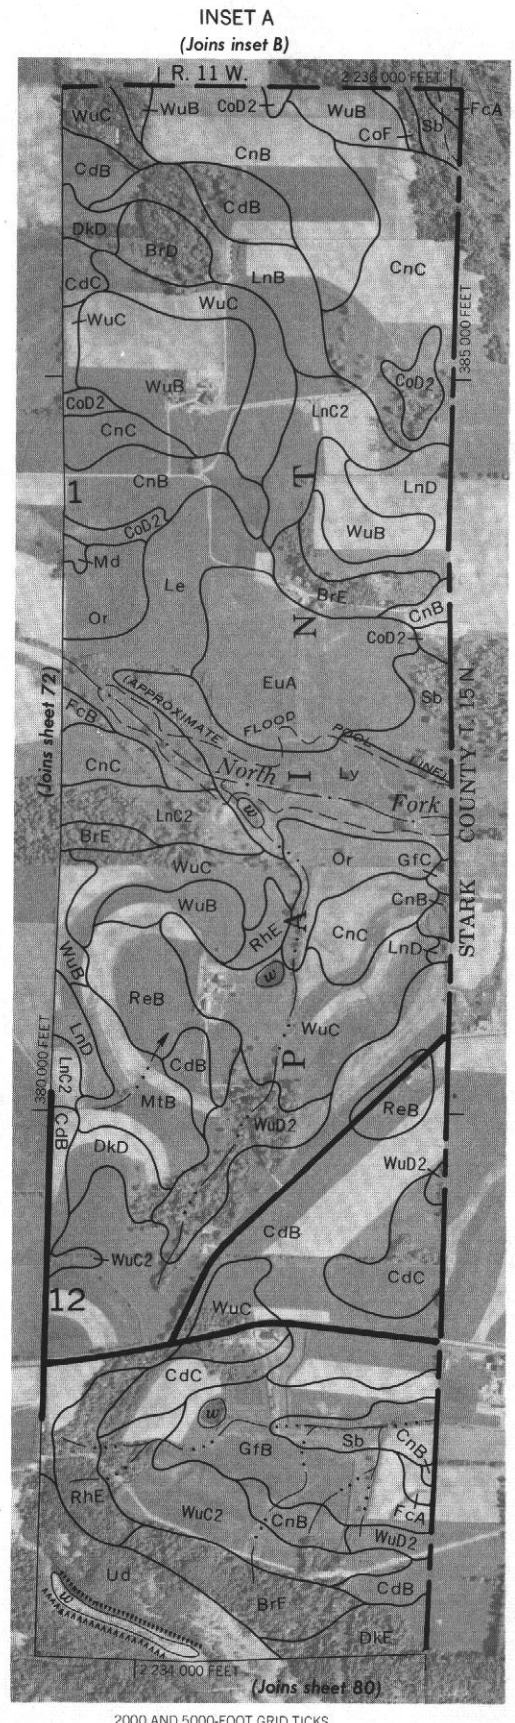 INSET A
(Joins inset B)
R. 11 W.
2 236 000 FEET
WuC
WuB
CoD2
WuB
CoF
Sb
FcA
CnB
CdB
CdB
DkD
BrD
CnC
LnB
CdC
WuC
WuC
385 000 FEET
WuB
CoD2
CoD2
LnC2
CnC
CnB
T
LnD
1
CoD2
WuB
Md
Le
BrE
Or
N
CnB
CoD2
(Joins sheet 72)
EuA
Sb
(APPROXIMATE FLOOD POOL LINE)
FcB
North Fork
I
Ly
CnC
w
LnC2
BrE
Or
GfC
WuC
CnB
WuB
RhE
A
CnC
LnD
STARK COUNTY T. 15 N.
WuB
w
ReB
WuC
LnD
CdB
P
380 000 FEET
LnC2
MtB
ReB
CdB
DkD
WuD2
WuD2
CdB
WuC2
CdC
12
WuC
CdC
w
GfB
Sb
CnB
RhE
WuC2
CnB
FcA
WuD2
Ud
CdB
w
BrF
DkE
2 234 000 FEET
(Joins sheet 80)
2000 AND 5000-FOOT GRID TICKS